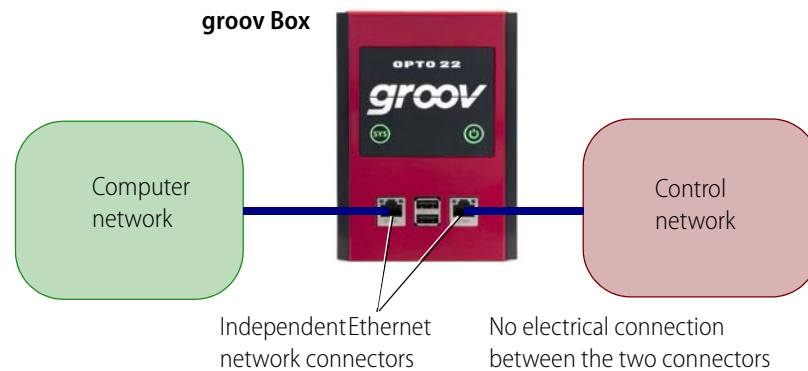 groov Box
OPTO 22
groov
SYS
Computer
network
Control
network
Independent Ethernet
network connectors
No electrical connection
between the two connectors